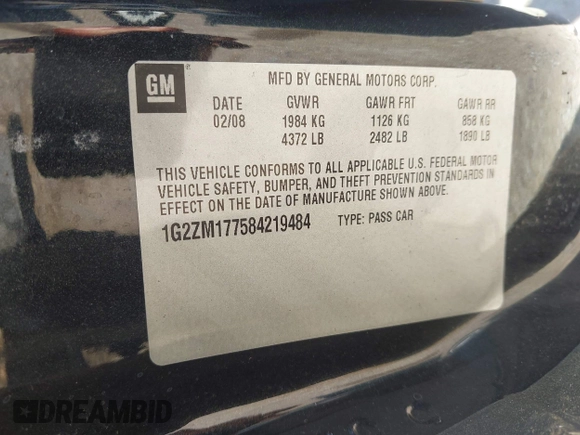 GM
MFD BY GENERAL MOTORS CORP.
DATE GVWR GAWR FRT GAWR RR
02/08 1984 KG 1126 KG 858 KG
4372 LB 2482 LB 1890 LB
THIS VEHICLE CONFORMS TO ALL APPLICABLE U.S. FEDERAL MOTOR
VEHICLE SAFETY, BUMPER, AND THEFT PREVENTION STANDARDS IN
EFFECT ON THE DATE OF MANUFACTURE SHOWN ABOVE.
1G2ZM177584219484 TYPE: PASS CAR
DREAMBID